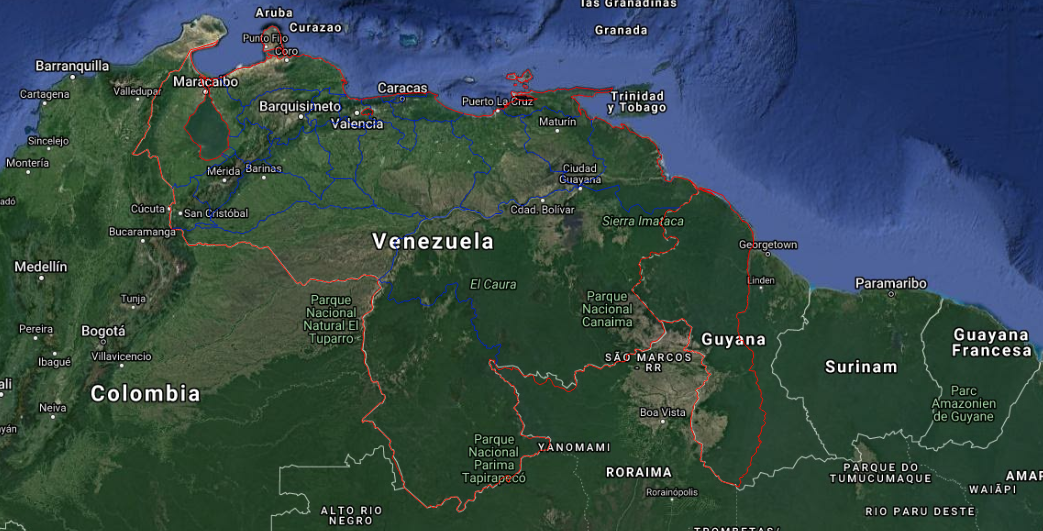 las Granadinas
Aruba
Curazao
Granada
Punto Fijo
Coro
Barranquilla
Maracaibo
Valledupar
Cartagena
Caracas
Barquisimeto
Puerto La Cruz
Trinidad
y Tobago
Valencia
Maturín
Sincelejo
Montería
Mérida
Barinas
Ciudad
Guayana
adó
Cúcuta
San Cristóbal
Cdad. Bolívar
Sierra Imataca
Bucaramanga
Venezuela
Georgetown
Medellín
El Caura
Linden
Paramaribo
Tunja
Parque
Nacional
Natural El
Tuparro
Parque
Nacional
Canaima
Pereira
Bogotá
Guyana
Guayana
Francesa
Ibagué
Villavicencio
SÃO MARCOS
- RR
Surinam
ali
Colombia
Parc
Amazonien
de Guyane
Neiva
Boa Vista
yán
Parque
Nacional
Parima
Tapirapecó
YANOMAMI
RORAIMA
PARQUE DO
TUMUCUMAQUE
AMAP
Rorainópolis
WAIÃPI
ALTO RIO
NEGRO
RIO PARU DESTE
TROMBETAS/